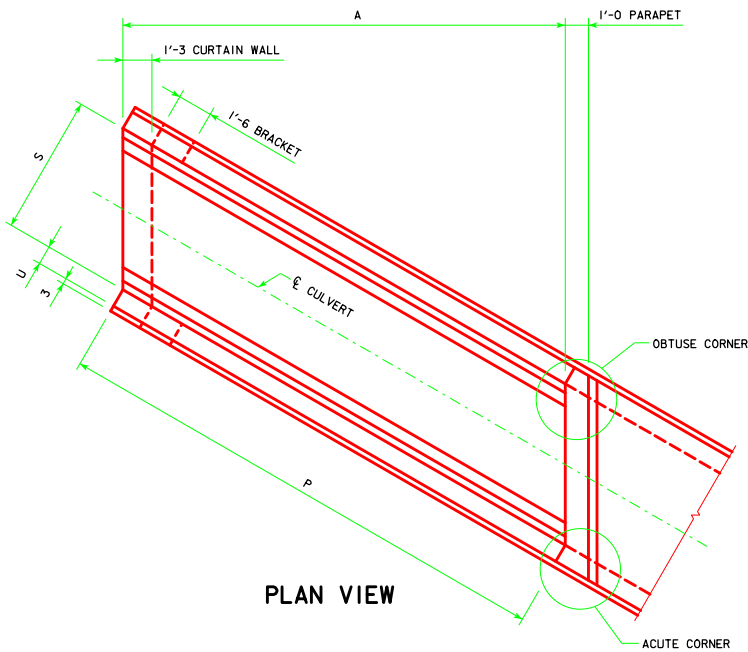 A
1'-0 PARAPET
1'-3 CURTAIN WALL
1'-6 BRACKET
S
U
3
℄ CULVERT
OBTUSE CORNER
P
PLAN VIEW
ACUTE CORNER